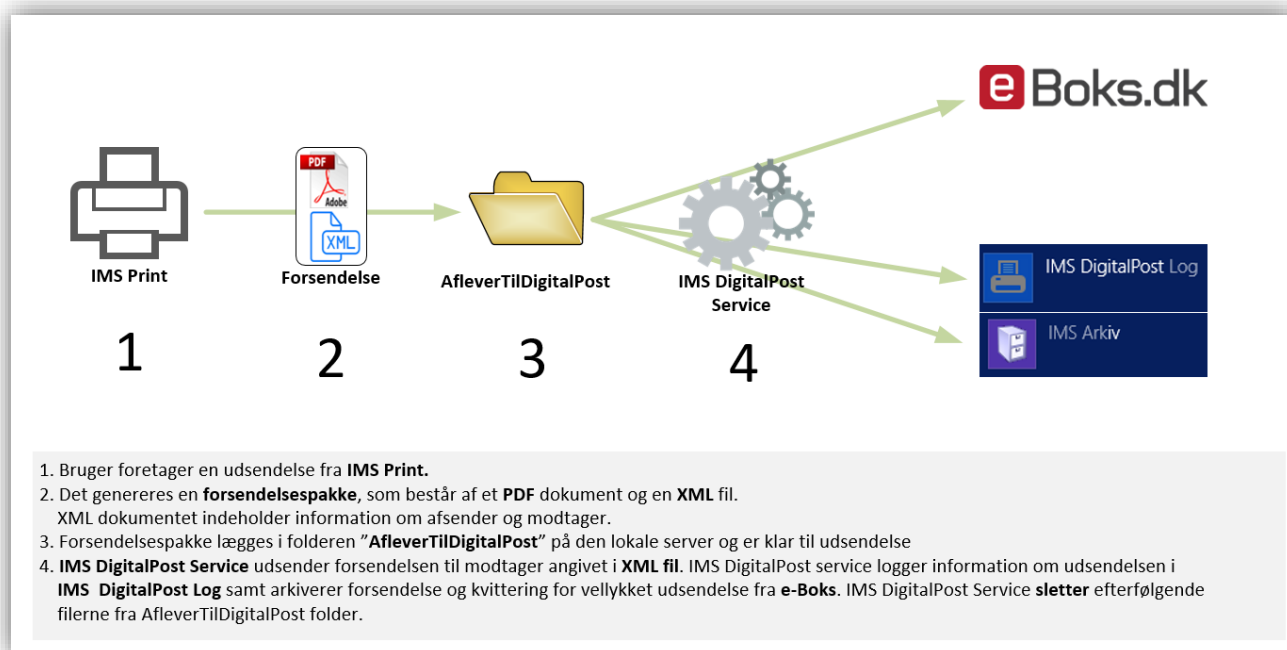 e Boks.dk
PDF
Adobe
XML
IMS Print
Forsendelse
AfleverTilDigitalPost
IMS DigitalPost
Service
IMS DigitalPost Log
IMS Arkiv
1
2
3
4
1. Bruger foretager en udsendelse fra IMS Print.
2. Det genereres en forsendelsespakke, som består af et PDF dokument og en XML fil.
XML dokumentet indeholder information om afsender og modtager.
3. Forsendelsespakke lægges i folderen ”AfleverTilDigitalPost” på den lokale server og er klar til udsendelse
4. IMS DigitalPost Service udsender forsendelsen til modtager angivet i XML fil. IMS DigitalPost service logger information om udsendelsen i
IMS DigitalPost Log samt arkiverer forsendelse og kvittering for vellykket udsendelse fra e-Boks. IMS DigitalPost Service sletter efterfølgende
filerne fra AfleverTilDigitalPost folder.